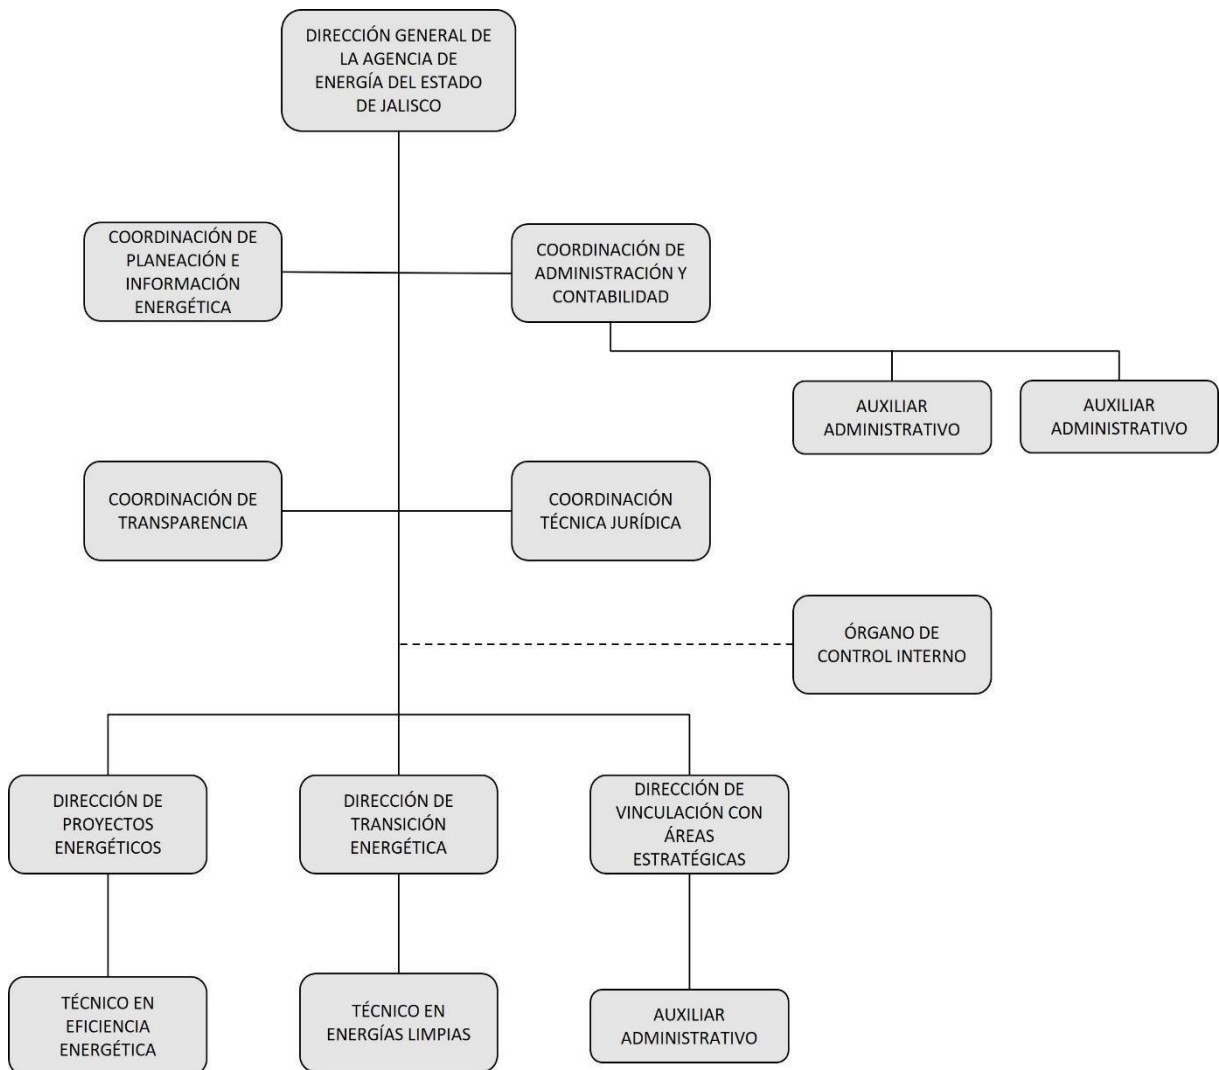 DIRECCIÓN GENERAL DE
LA AGENCIA DE
ENERGÍA DEL ESTADO
DE JALISCO
COORDINACIÓN DE
PLANEACIÓN E
INFORMACIÓN
ENERGÉTICA
COORDINACIÓN DE
ADMINISTRACIÓN Y
CONTABILIDAD
AUXILIAR
ADMINISTRATIVO
AUXILIAR
ADMINISTRATIVO
COORDINACIÓN DE
TRANSPARENCIA
COORDINACIÓN
TÉCNICA JURÍDICA
ÓRGANO DE
CONTROL INTERNO
DIRECCIÓN DE
PROYECTOS
ENERGÉTICOS
DIRECCIÓN DE
TRANSICIÓN
ENERGÉTICA
DIRECCIÓN DE
VINCULACIÓN CON
ÁREAS
ESTRATÉGICAS
TÉCNICO EN
EFICIENCIA
ENERGÉTICA
TÉCNICO EN
ENERGÍAS LIMPIAS
AUXILIAR
ADMINISTRATIVO